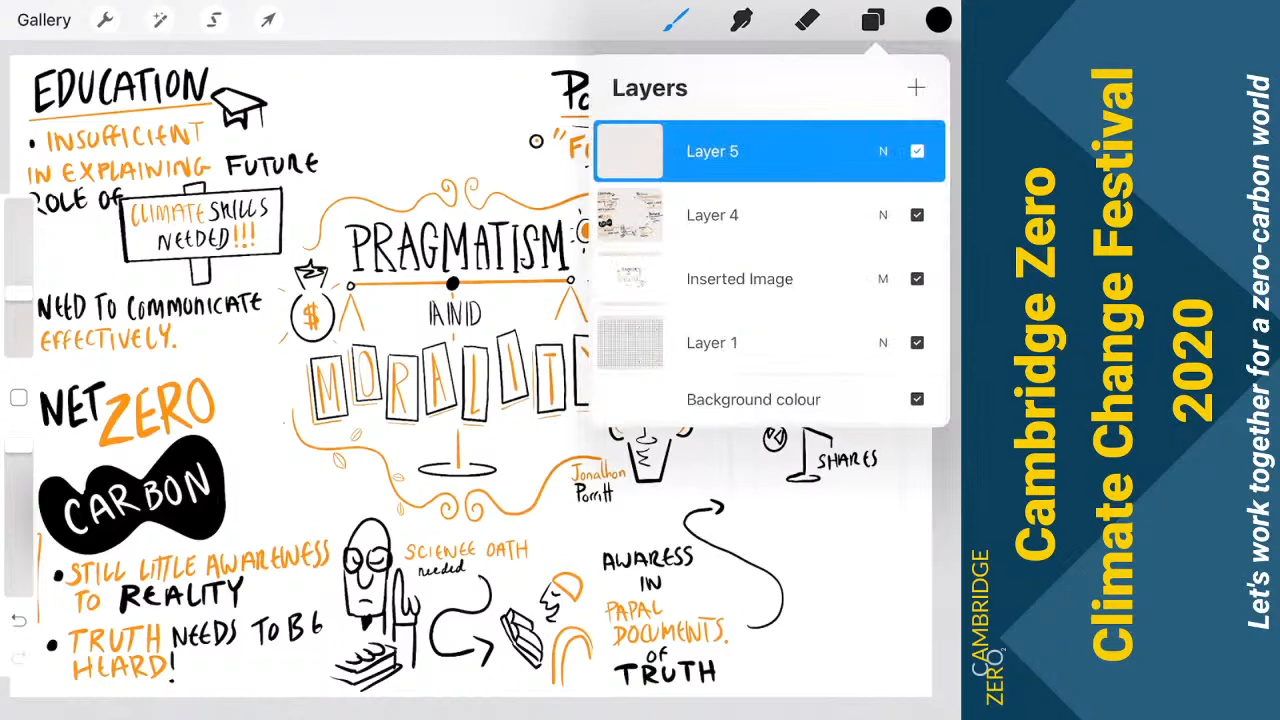 Gallery
EDUCATION
• INSUFFICIENT
IN EXPLAINING FUTURE
ROLE OF
CLIMATE SKILLS
NEEDED!!!
NEED TO COMMUNICATE
EFFECTIVELY.
NET ZERO
CARBON
• STILL LITTLE AWARENESS
TO REALITY
• TRUTH NEEDS TO BE
HEARD!
PRAGMATISM
AND
MORALIT
$
Jonathon
Porritt
SCIENCE OATH
needed
AWARESS
IN
PAPAL
DOCUMENTS.
OF
TRUTH
SHARES
Layers
Layer 5 N
Layer 4 N
Inserted Image M
Layer 1 N
Background colour
CAMBRIDGE
ZERO
Cambridge Zero
Climate Change Festival
2020
Let's work together for a zero-carbon world